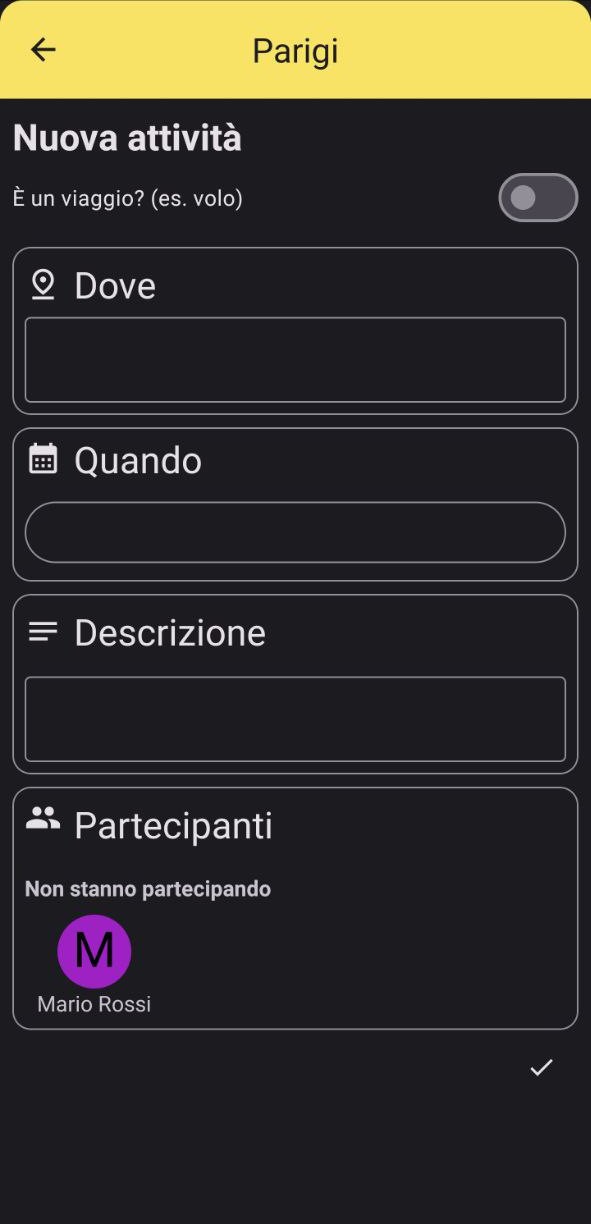 Parigi
Nuova attività
È un viaggio? (es. volo)
Dove
Quando
Descrizione
Partecipanti
Non stanno partecipando
M
Mario Rossi